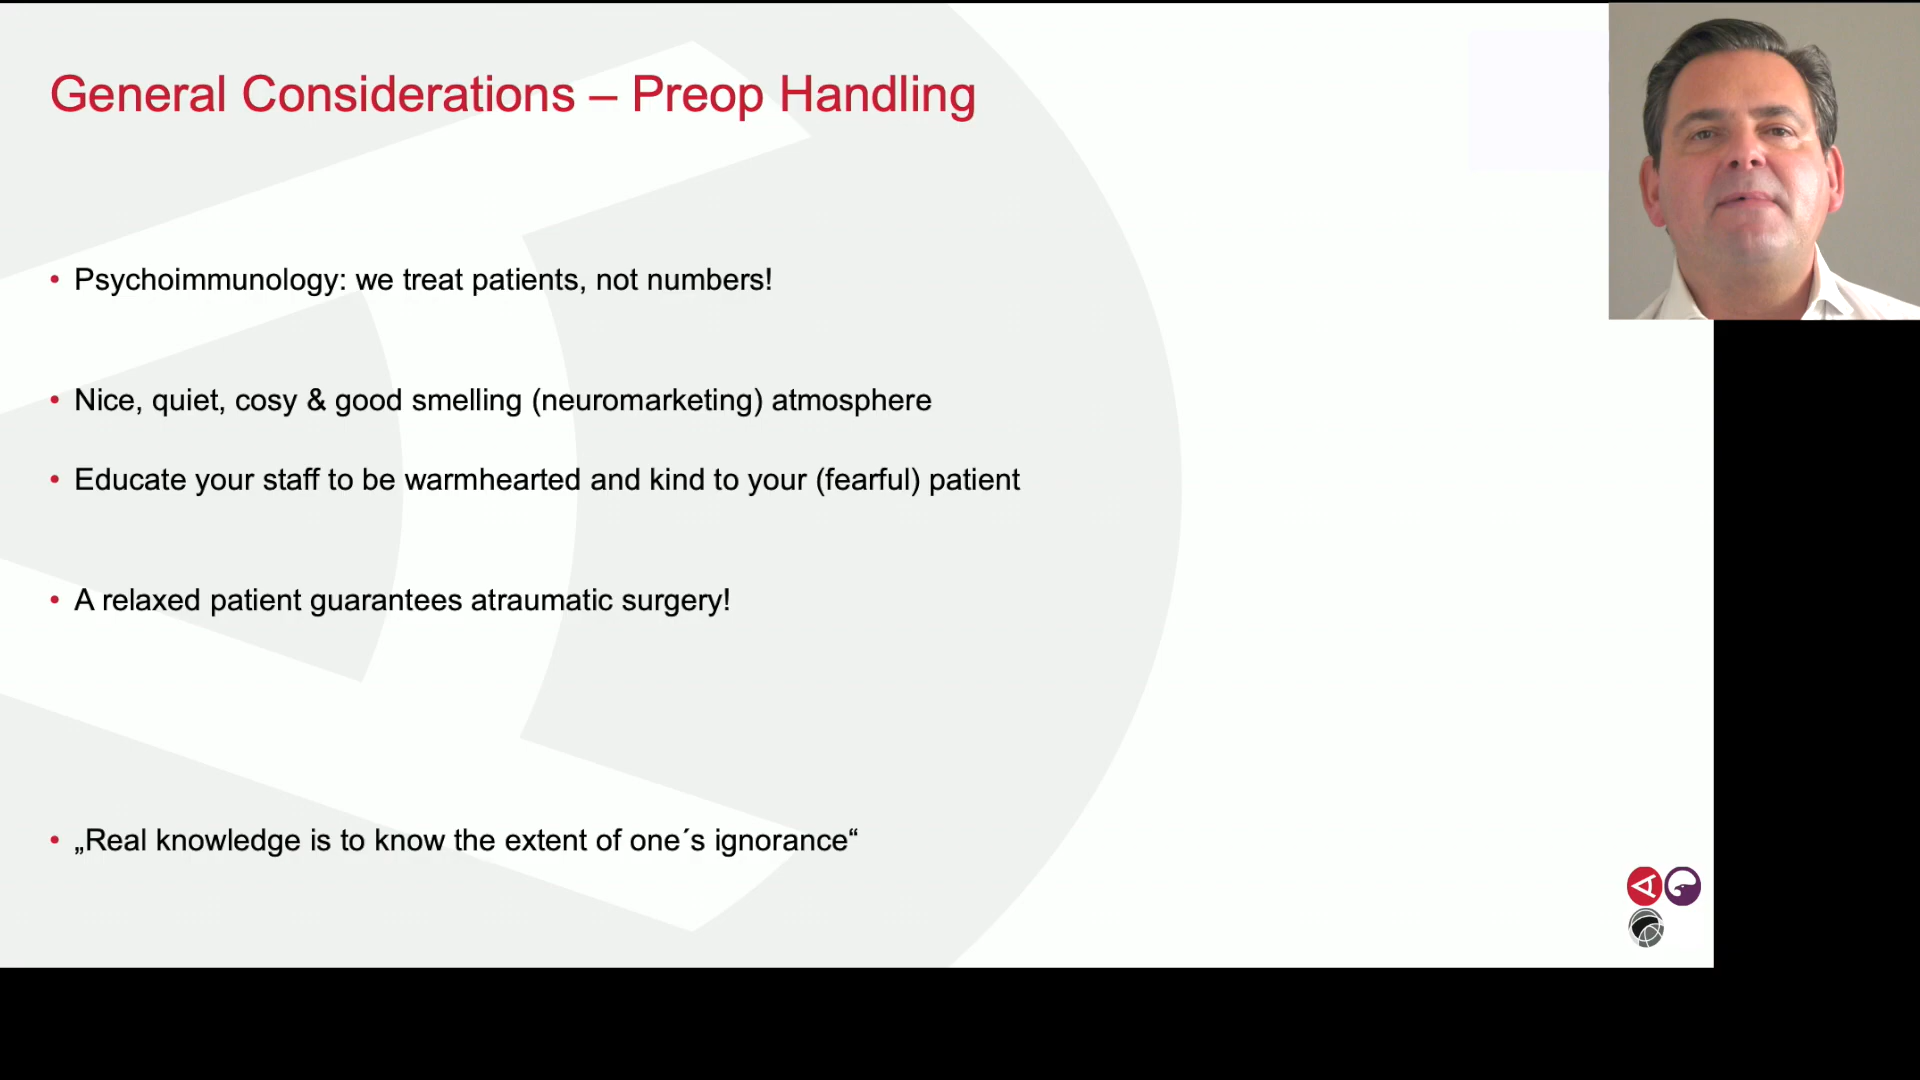 General Considerations – Preop Handling
• Psychoimmunology: we treat patients, not numbers!
• Nice, quiet, cosy & good smelling (neuromarketing) atmosphere
• Educate your staff to be warmhearted and kind to your (fearful) patient
• A relaxed patient guarantees atraumatic surgery!
• „Real knowledge is to know the extent of one´s ignorance“